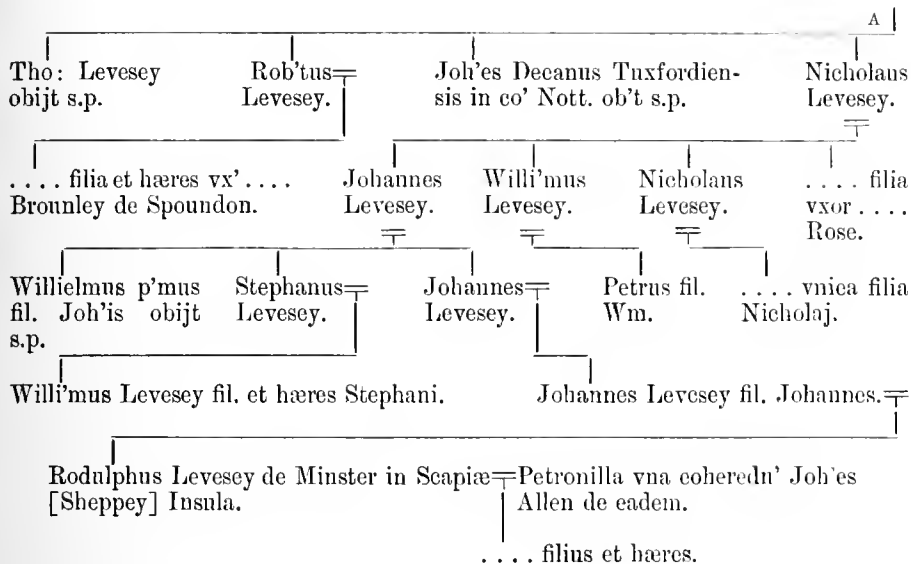 A
Tho: Levesey
obijt s.p.
Rob'tus
Levesey.
Joh'es Decanus Tuxfordien-
sis in co' Nott. ob't s.p.
Nicholaus
Levesey.
. . . . filia et hæres vx' . . . .
Brounley de Spoundon.
Johannes
Levesey.
Willi'mus
Levesey.
Nicholaus
Levesey.
. . . . filia
vxor . . . .
Rose.
Willielmus p'mus
fil. Joh'is obijt
s.p.
Stephanus
Levesey.
Johannes
Levesey.
Petrus fil.
Wm.
. . . . vnica filia
Nicholaj.
Willi'mus Levesey fil. et hæres Stephani.
Johannes Levesey fil. Johannes.
Rodulphus Levesey de Minster in Scapiæ
[Sheppey] Insula.
Petronilla vna coheredu' Joh'es
Allen de eadem.
. . . . filius et hæres.